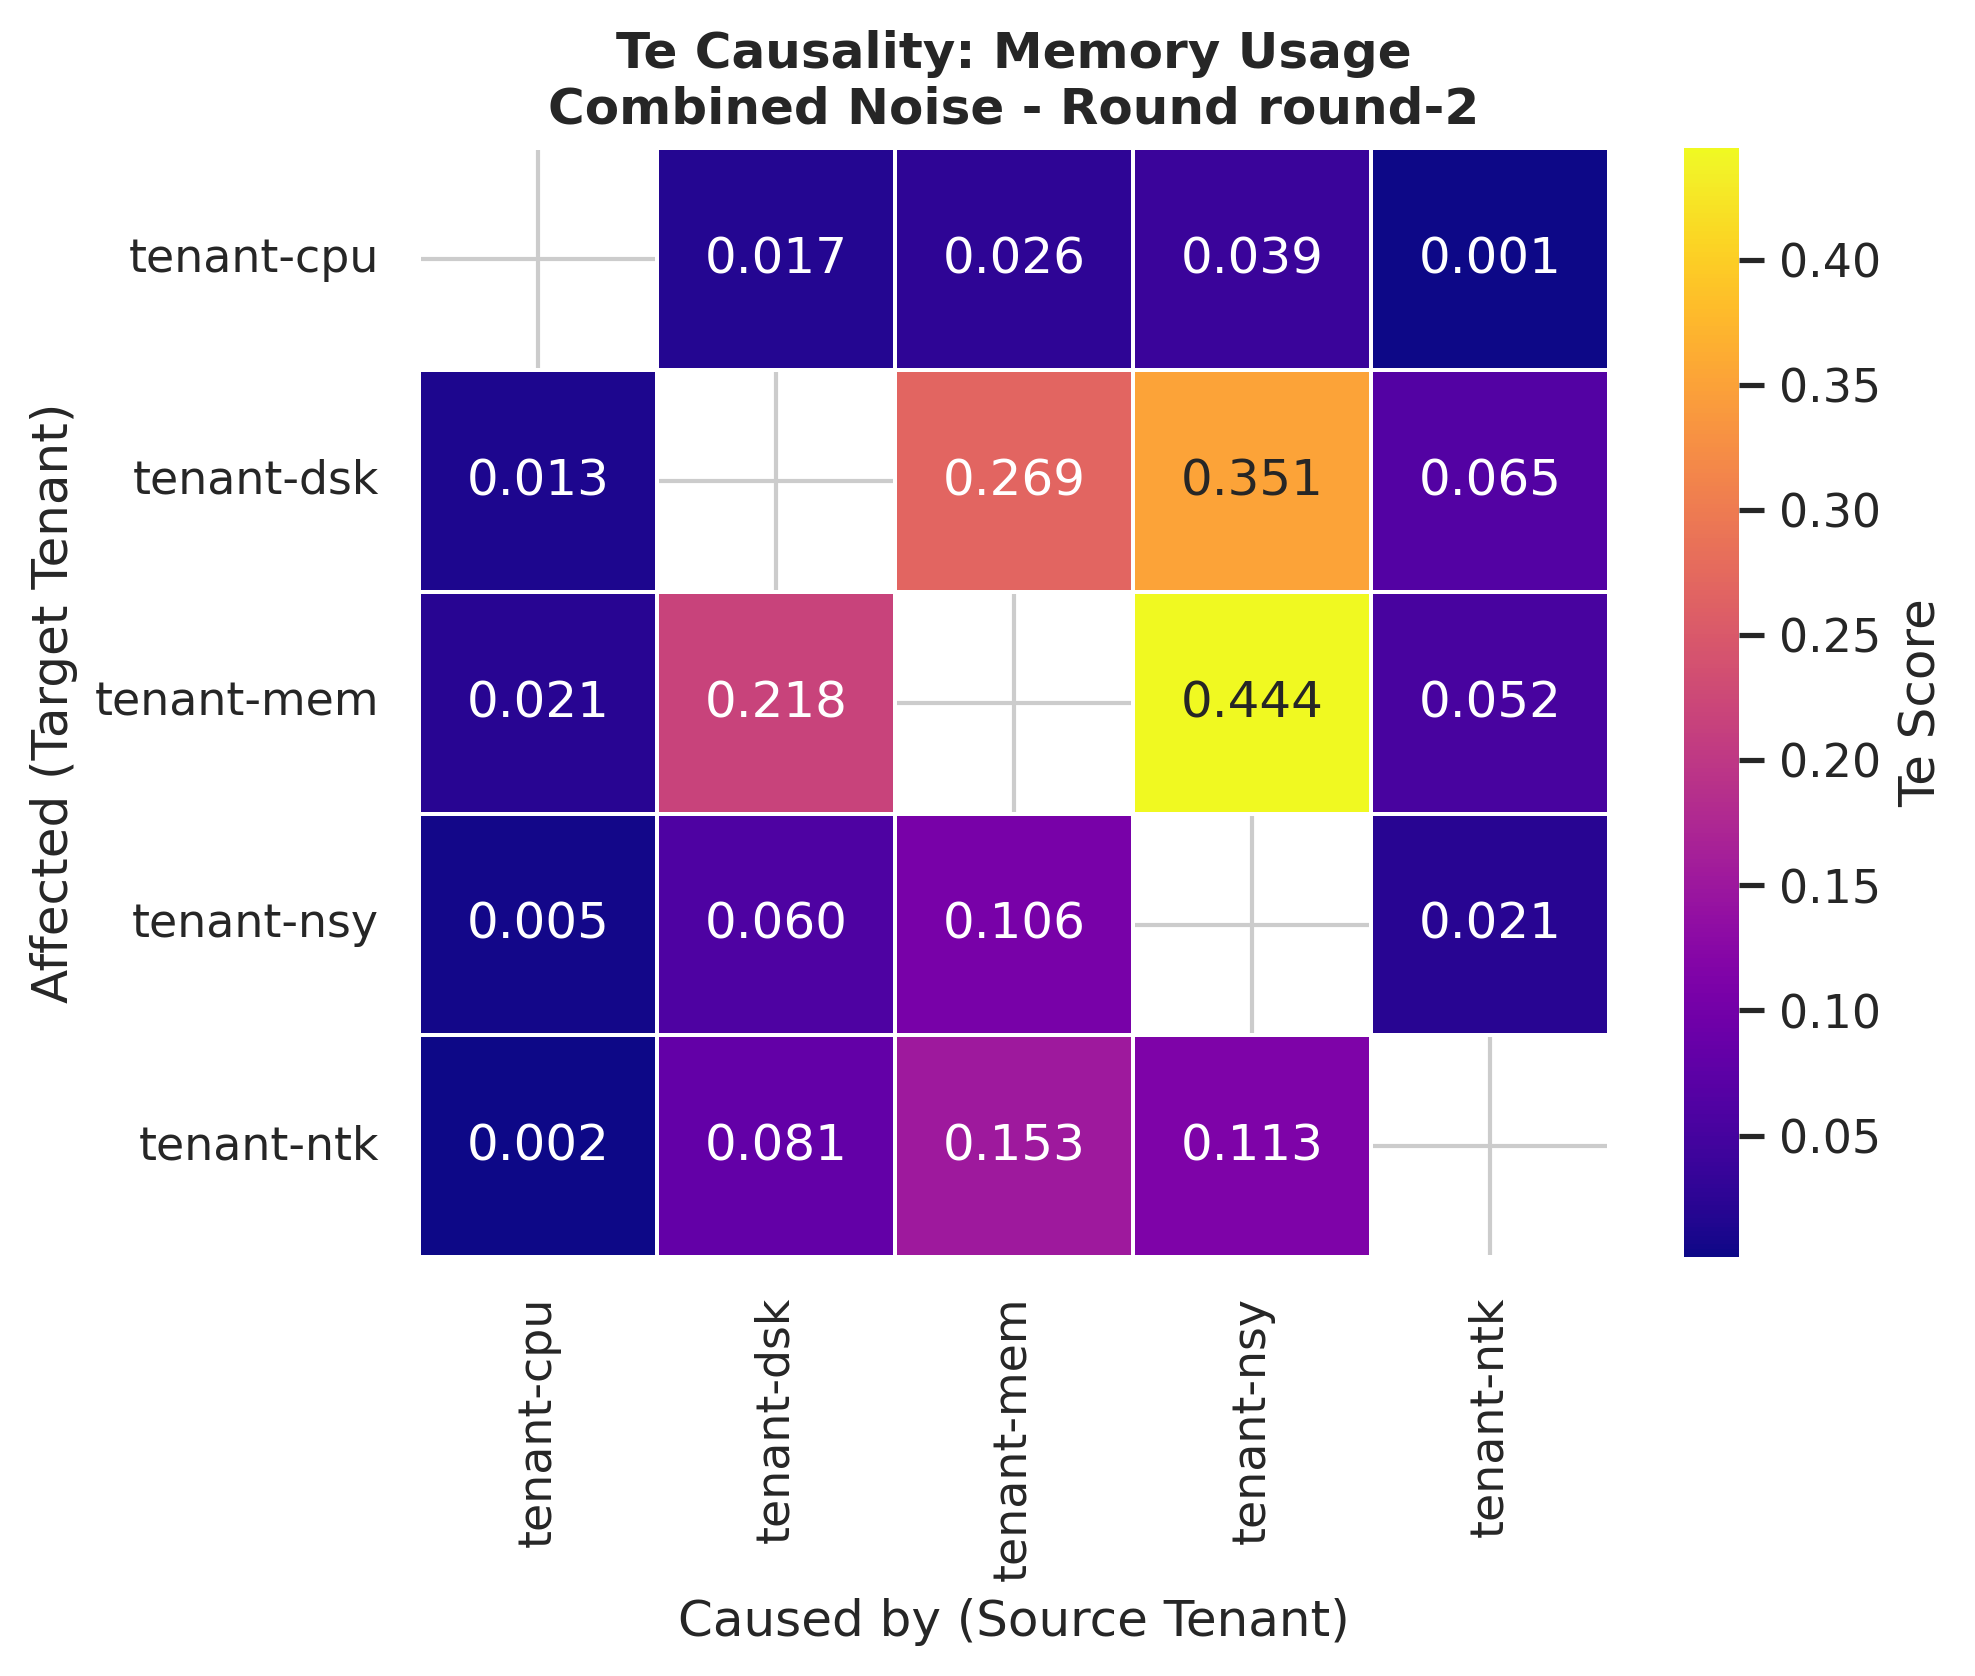 Te Causality: Memory Usage
Combined Noise - Round round-2
tenant-cpu
0.017 0.026 0.039 0.001
tenant-dsk
0.013 0.269 0.351 0.065
tenant-mem
0.021 0.218 0.444 0.052
tenant-nsy
0.005 0.060 0.106 0.021
tenant-ntk
0.002 0.081 0.153 0.113
Affected (Target Tenant)
tenant-cpu
tenant-dsk
tenant-mem
tenant-nsy
tenant-ntk
Caused by (Source Tenant)
0.40
0.35
0.30
0.25
0.20
0.15
0.10
0.05
Te Score